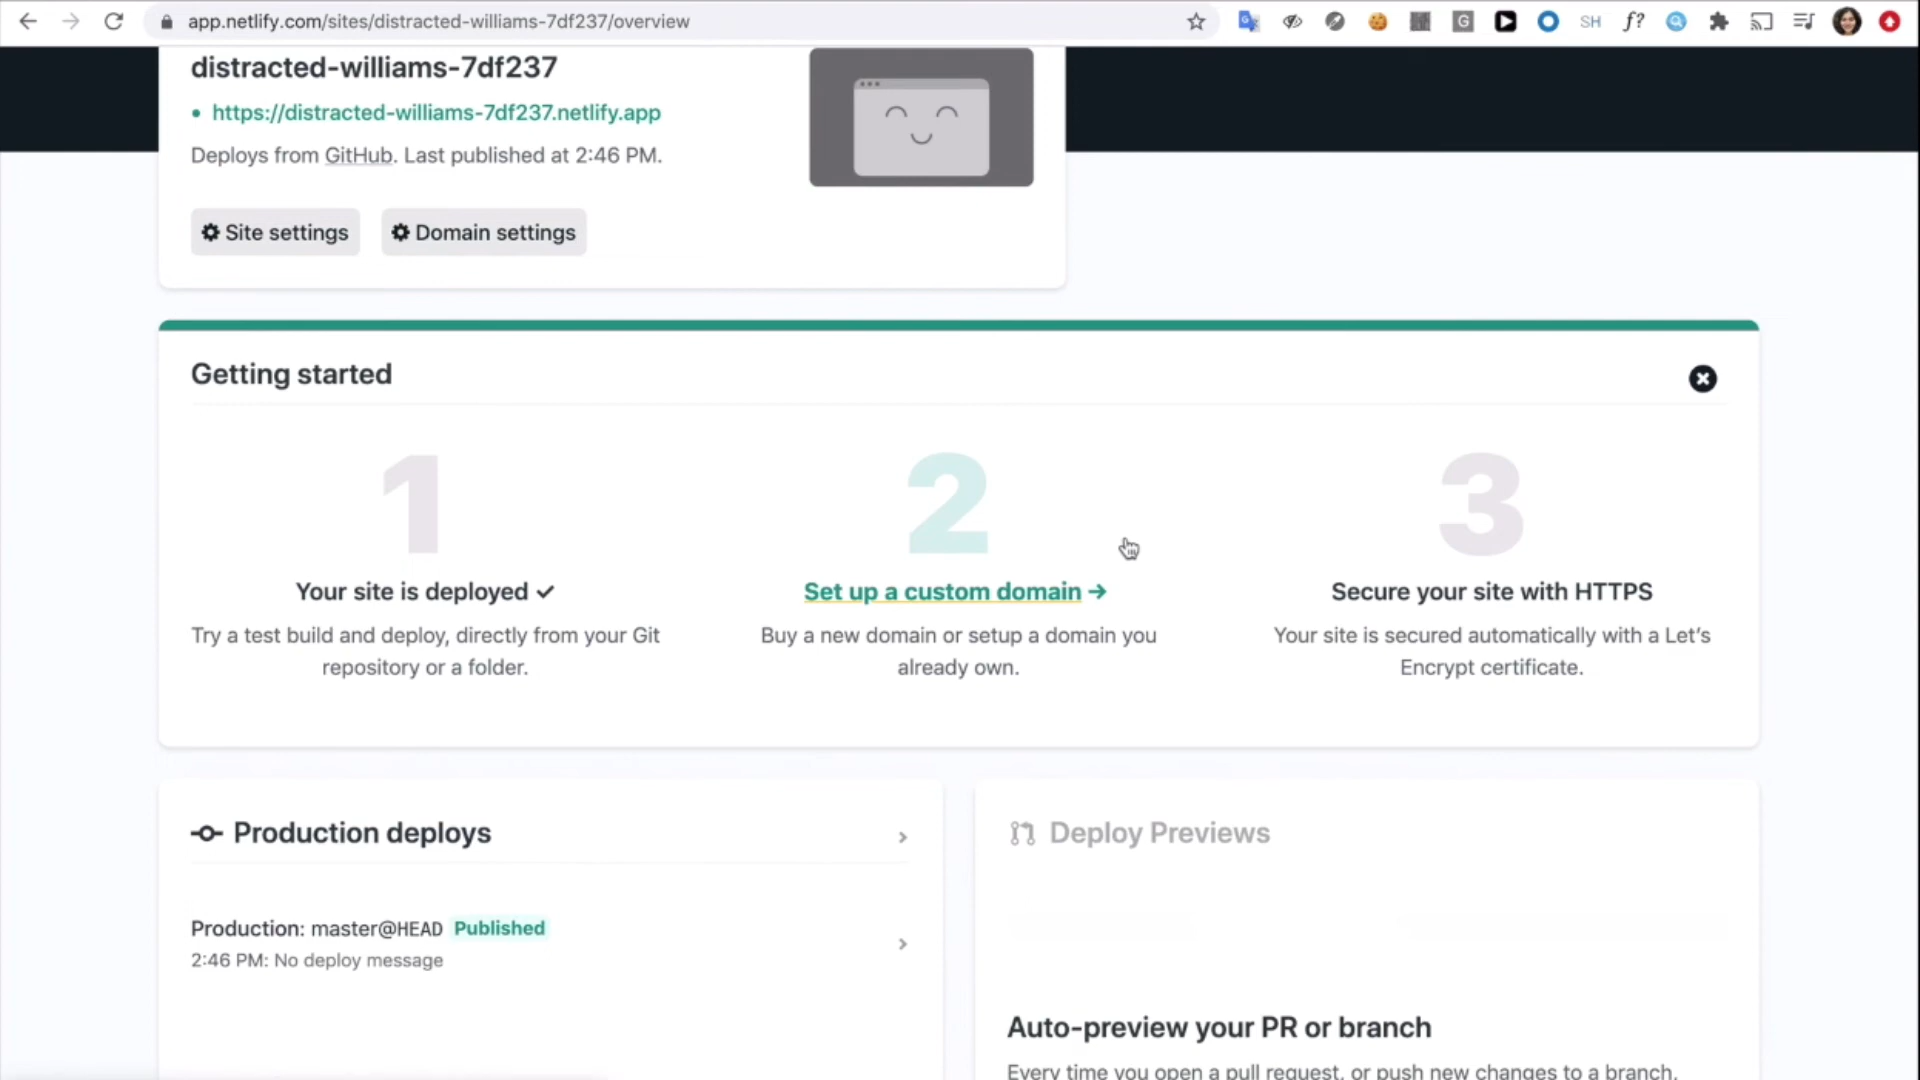 app.netlify.com/sites/distracted-williams-7df237/overview
G
SH
f?
distracted-williams-7df237
• https://distracted-williams-7df237.netlify.app
Deploys from GitHub. Last published at 2:46 PM.
Site settings
Domain settings
Getting started
1
2
3
Your site is deployed ✓
Set up a custom domain →
Secure your site with HTTPS
Try a test build and deploy, directly from your Git
repository or a folder.
Buy a new domain or setup a domain you
already own.
Your site is secured automatically with a Let's
Encrypt certificate.
Production deploys
Deploy Previews
Production: master@HEAD Published
2:46 PM: No deploy message
Auto-preview your PR or branch
Every time you open a pull request, or push new changes to a branch,